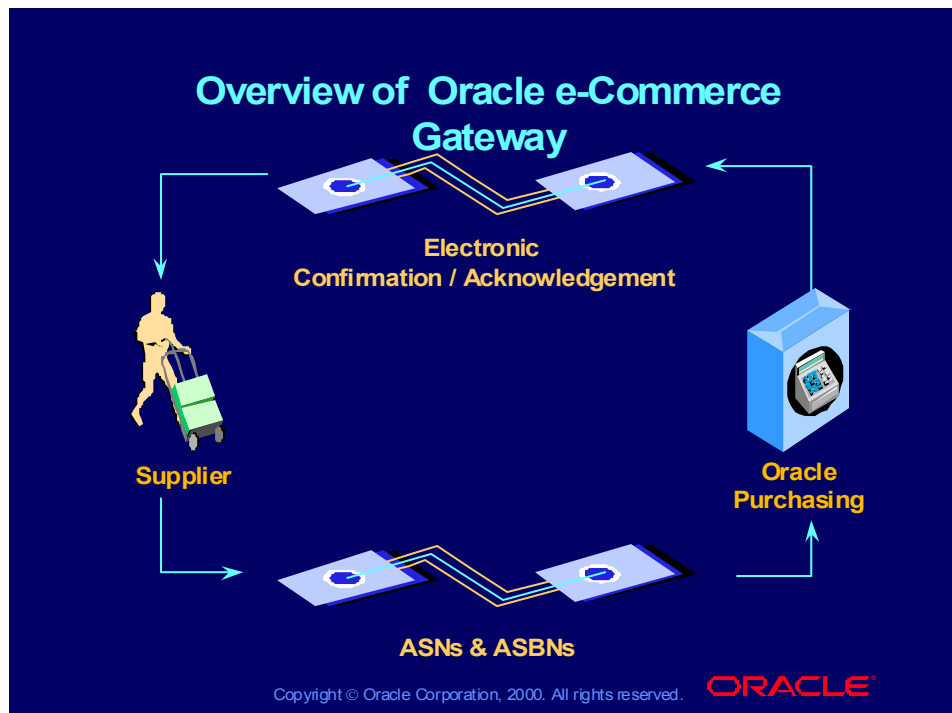 Overview of Oracle e-Commerce
Gateway
Electronic
Confirmation / Acknowledgement
Supplier
Oracle
Purchasing
ASNs & ASBNs
Copyright © Oracle Corporation, 2000. All rights reserved.
ORACLE®